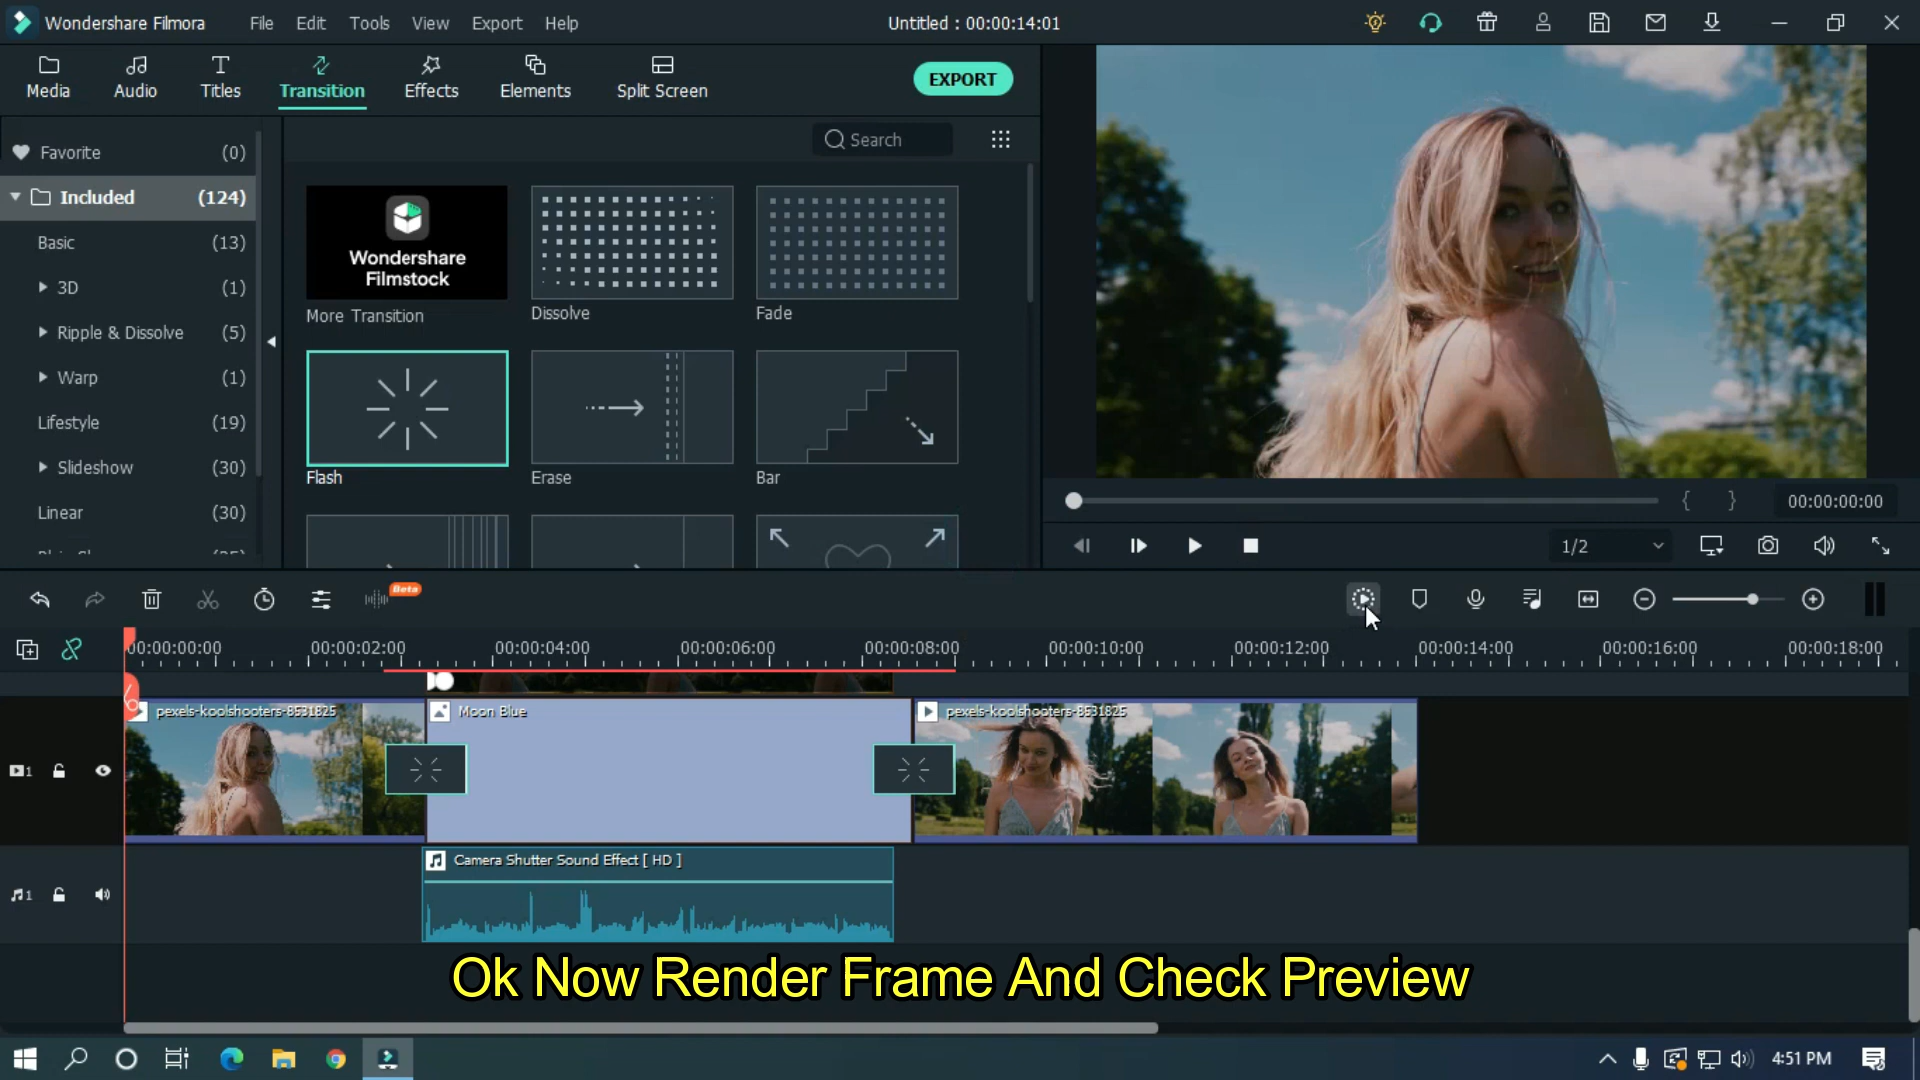 Wondershare Filmora File Edit Tools View Export Help Untitled : 00:00:14:01
Media Audio Titles Transition Effects Elements Split Screen EXPORT
Search
Favorite (0)
Included (124)
Basic (13)
3D (1)
Ripple & Dissolve (5)
Warp (1)
Lifestyle (19)
Slideshow (30)
Linear (30)
Wondershare
Filmstock
More Transition Dissolve Fade
Flash Erase Bar
00:00:00:00
1/2
Beta
00:00:00:00 00:00:02:00 00:00:04:00 00:00:06:00 00:00:08:00 00:00:10:00 00:00:12:00 00:00:14:00 00:00:16:00 00:00:18:00
pexels-koolshooters-8531825 Moon Blue pexels-koolshooters-8531825
1
Camera Shutter Sound Effect [ HD ]
1
Ok Now Render Frame And Check Preview
4:51 PM